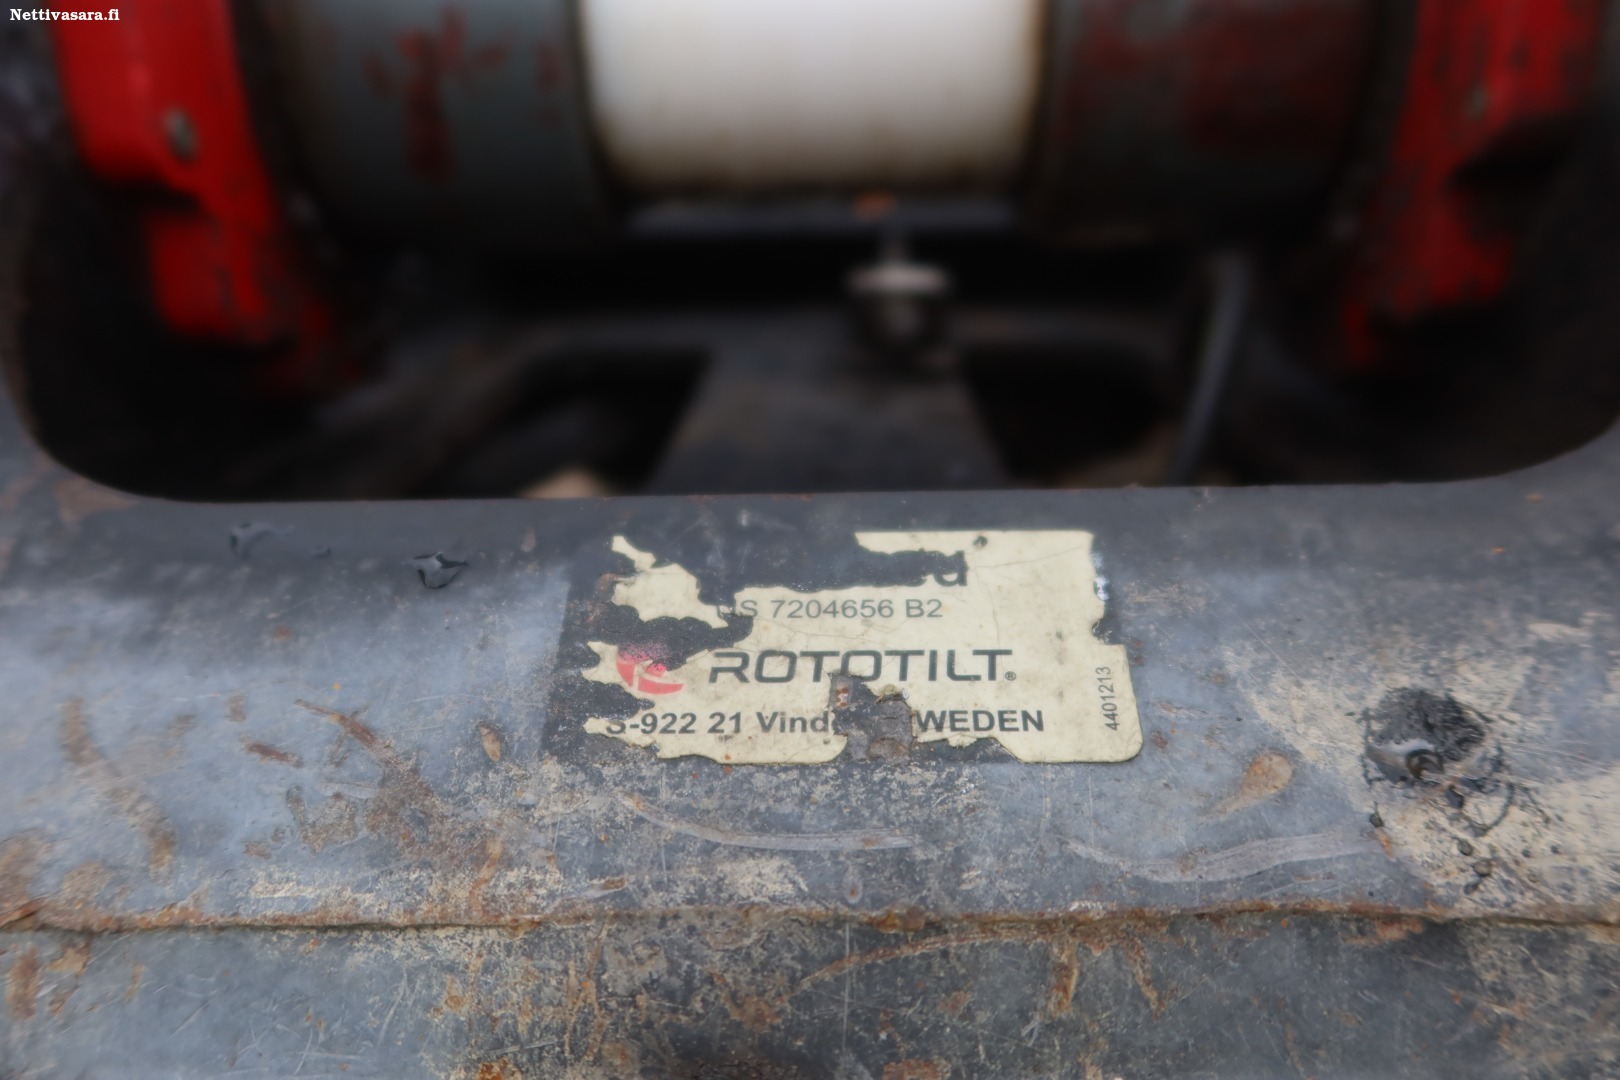 Nettivasara.fi
US 7204656 B2
ROTOTILT®
S-922 21 Vind WEDEN
4401213